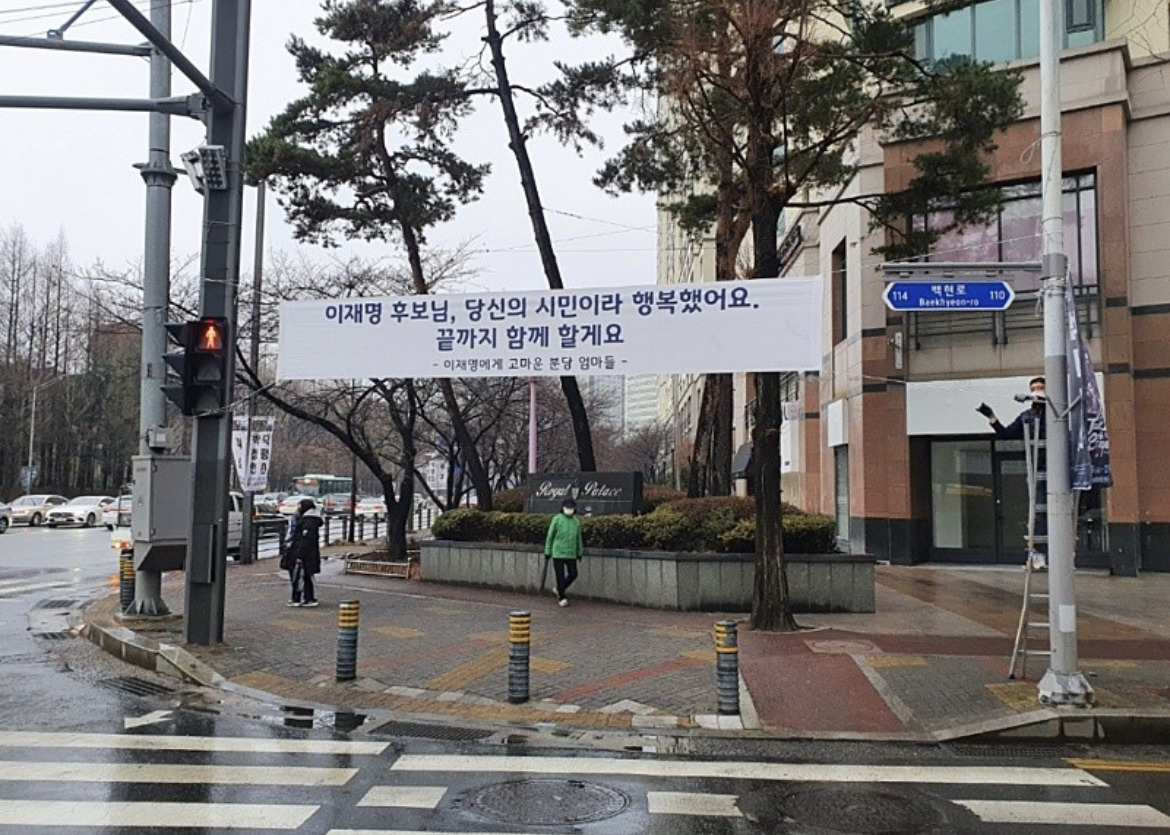 이재명 후보님, 당신의 시민이라 행복했어요.
끝까지 함께 할게요
- 이재명에게 고마운 분당 엄마들 -
114 백현로 110
Baekhyeon-ro
Royal Palace